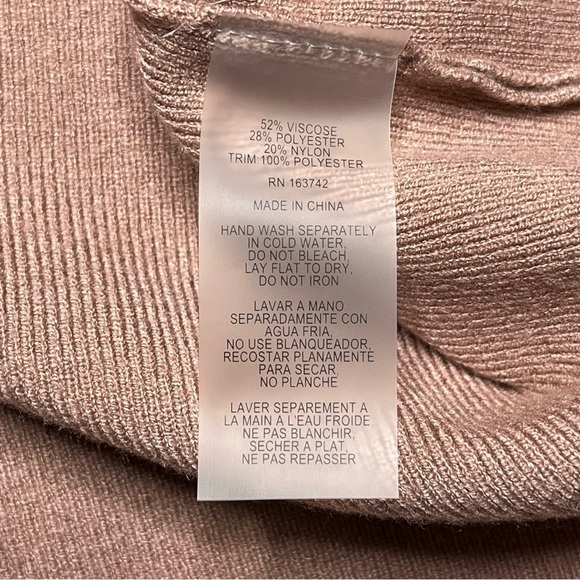 52% VISCOSE
28% POLYESTER
20% NYLON
TRIM:100% POLYESTER
RN 163742
MADE IN CHINA
HAND WASH SEPARATELY
IN COLD WATER,
DO NOT BLEACH,
LAY FLAT TO DRY,
DO NOT IRON
LAVAR A MANO
SEPARADAMENTE CON
AGUA FRIA,
NO USE BLANQUEADOR,
RECOSTAR PLANAMENTE
PARA SECAR,
NO PLANCHE
LAVER SEPAREMENT A
LA MAIN A L'EAU FROIDE
NE PAS BLANCHIR,
SECHER A PLAT,
NE PAS REPASSER